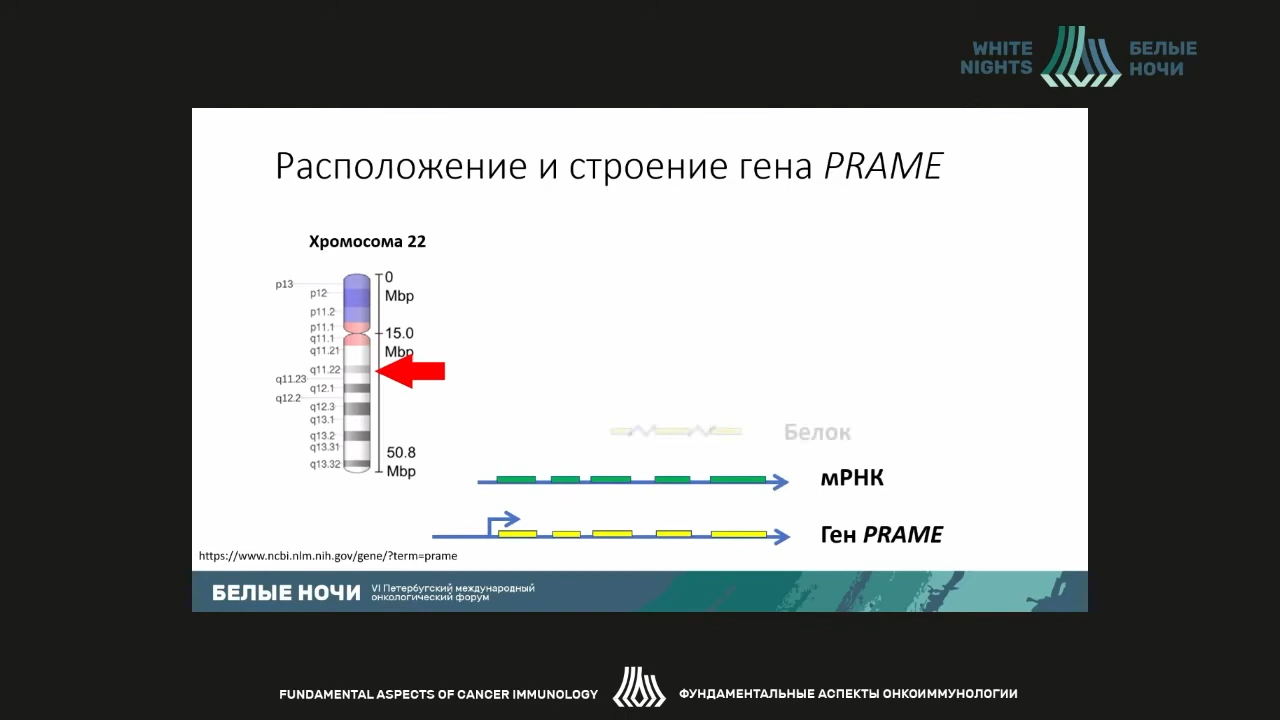 WHITE
NIGHTS
БЕЛЫЕ
НОЧИ
Расположение и строение гена PRAME
Хромосома 22
p13
p12
p11.2
p11.1
q11.1
q11.21
q11.22
q11.23
q12.1
q12.2
q12.3
q13.1
q13.2
q13.31
q13.32
0
Mbp
15.0
Mbp
50.8
Mbp
Белок
мРНК
Ген PRAME
https://www.ncbi.nlm.nih.gov/gene/?term=prame
БЕЛЫЕ НОЧИ
VI Петербугский международный
онкологический форум
FUNDAMENTAL ASPECTS OF CANCER IMMUNOLOGY
ФУНДАМЕНТАЛЬНЫЕ АСПЕКТЫ ОНКОИММУНОЛОГИИ